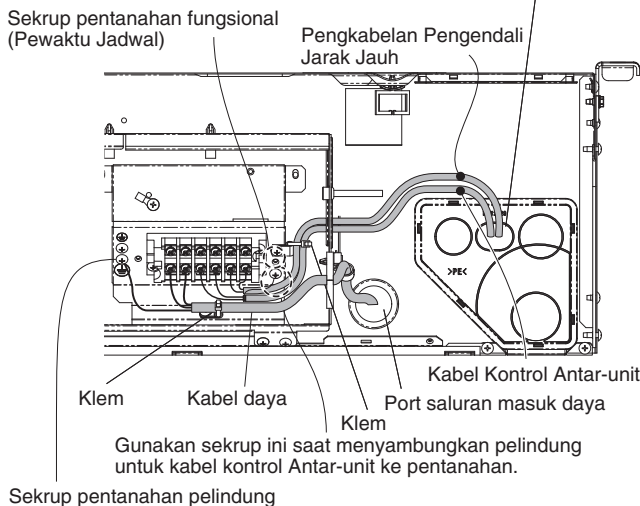 Sekrup pentanahan fungsional
(Pewaktu Jadwal)
Pengkabelan Pengendali
Jarak Jauh
>PE<
Kabel Kontrol Antar-unit
Klem
Kabel daya
Port saluran masuk daya
Klem
Gunakan sekrup ini saat menyambungkan pelindung
untuk kabel kontrol Antar-unit ke pentanahan.
Sekrup pentanahan pelindung